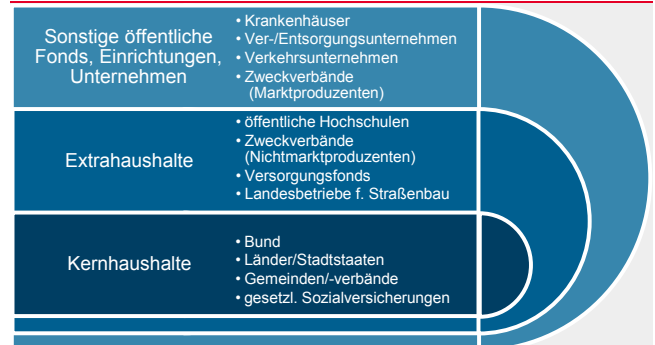 Sonstige öffentliche
Fonds, Einrichtungen,
Unternehmen
• Krankenhäuser
• Ver-/Entsorgungsunternehmen
• Verkehrsunternehmen
• Zweckverbände
(Marktproduzenten)
Extrahaushalte
• öffentliche Hochschulen
• Zweckverbände
(Nichtmarktproduzenten)
• Versorgungsfonds
• Landesbetriebe f. Straßenbau
Kernhaushalte
• Bund
• Länder/Stadtstaaten
• Gemeinden/-verbände
• gesetzl. Sozialversicherungen